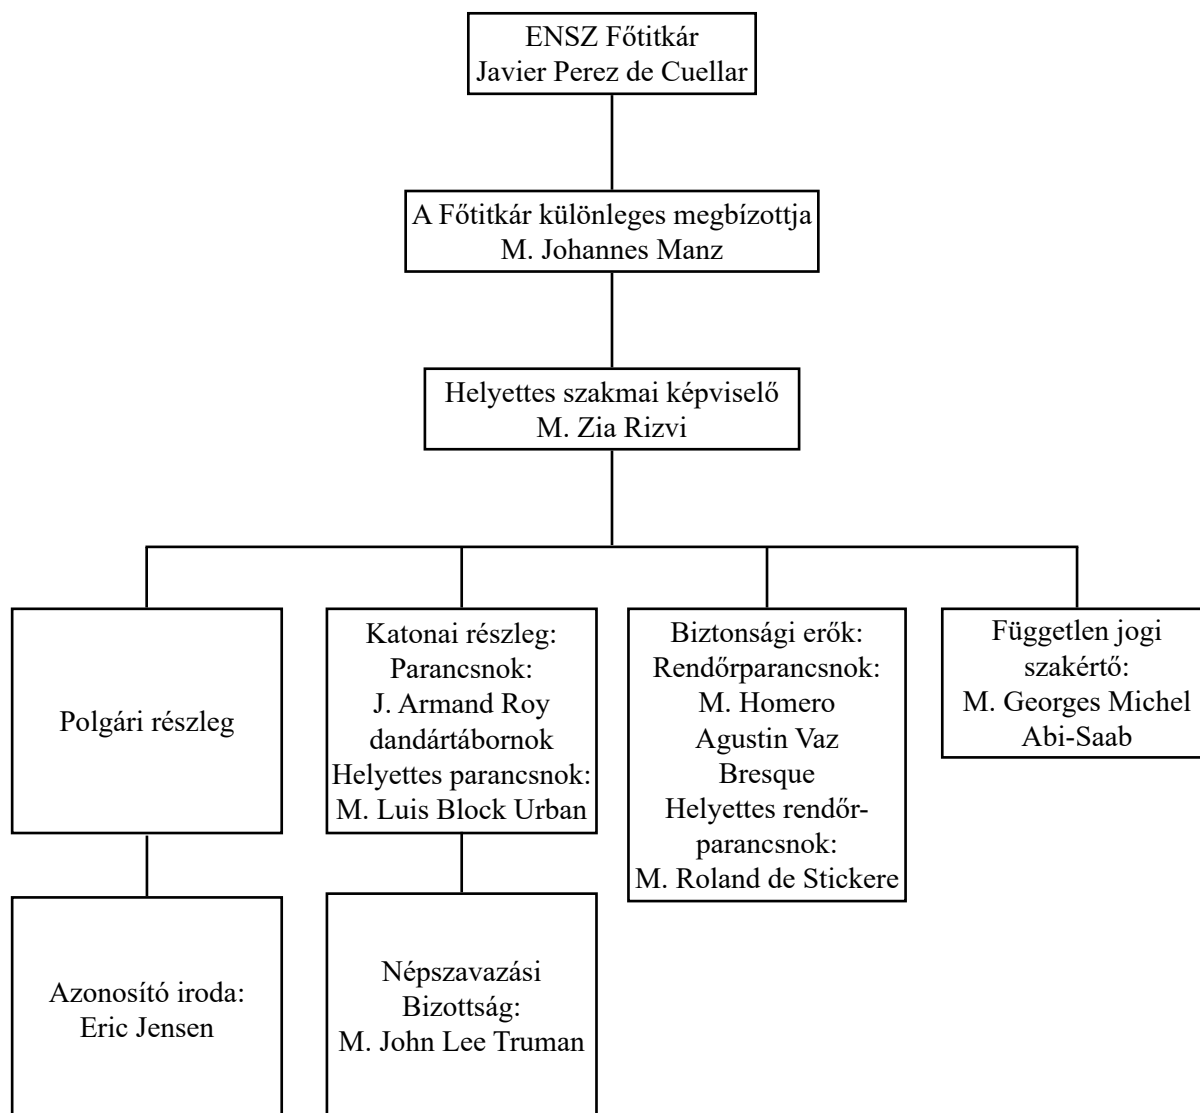 ENSZ Főtitkár
Javier Perez de Cuellar
A Főtitkár különleges megbízottja
M. Johannes Manz
Helyettes szakmai képviselő
M. Zia Rizvi
Polgári részleg
Katonai részleg:
Parancsnok:
J. Armand Roy
dandártábornok
Helyettes parancsnok:
M. Luis Block Urban
Biztonsági erők:
Rendőrparancsnok:
M. Homero
Agustin Vaz
Bresque
Helyettes rendőr-
parancsnok:
M. Roland de Stickere
Független jogi
szakértő:
M. Georges Michel
Abi-Saab
Azonosító iroda:
Eric Jensen
Népszavazási
Bizottság:
M. John Lee Truman